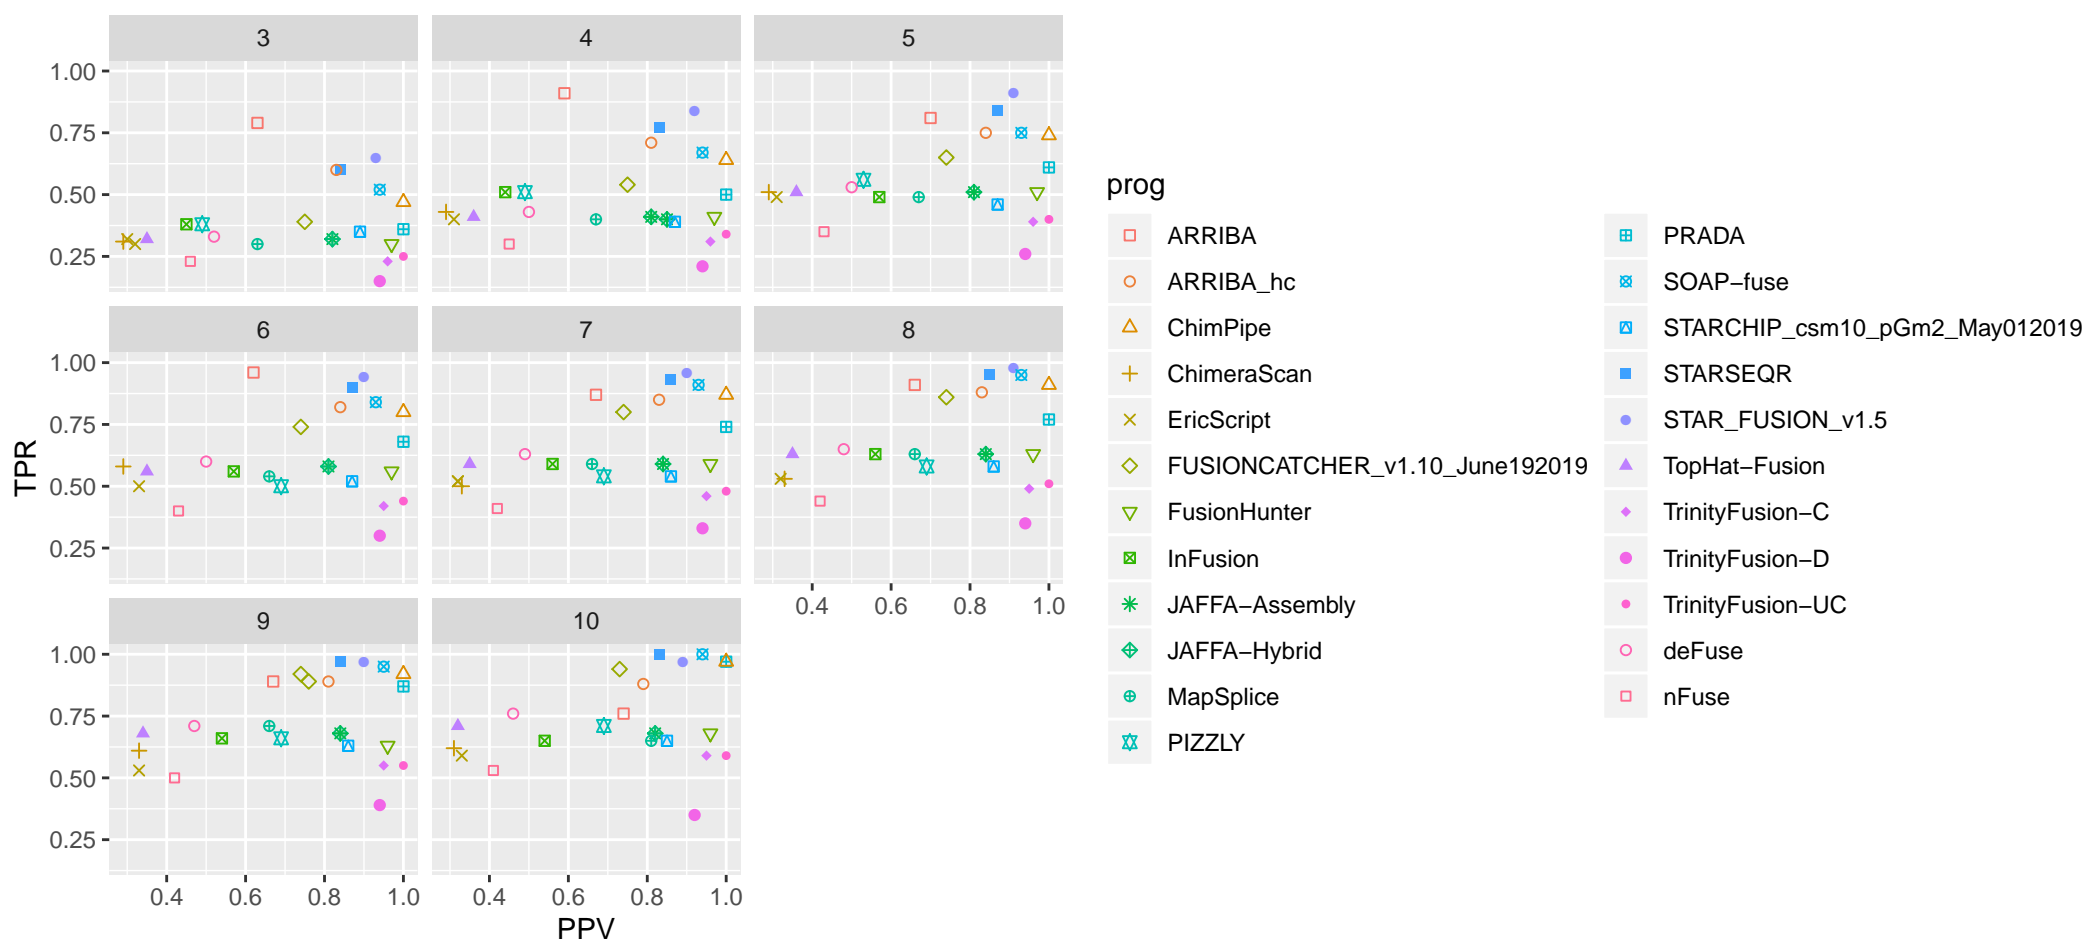 3 4 5
1.00
0.75
0.50
0.25
6 7 8
1.00
0.75
0.50
0.25
0.4 0.6 0.8 1.0
9 10
1.00
0.75
0.50
0.25
0.4 0.6 0.8 1.0 0.4 0.6 0.8 1.0
TPR
PPV
prog
ARRIBA
ARRIBA_hc
ChimPipe
ChimeraScan
EricScript
FUSIONCATCHER_v1.10_June192019
FusionHunter
InFusion
JAFFA−Assembly
JAFFA−Hybrid
MapSplice
PIZZLY
PRADA
SOAP−fuse
STARCHIP_csm10_pGm2_May012019
STARSEQR
STAR_FUSION_v1.5
TopHat−Fusion
TrinityFusion−C
TrinityFusion−D
TrinityFusion−UC
deFuse
nFuse